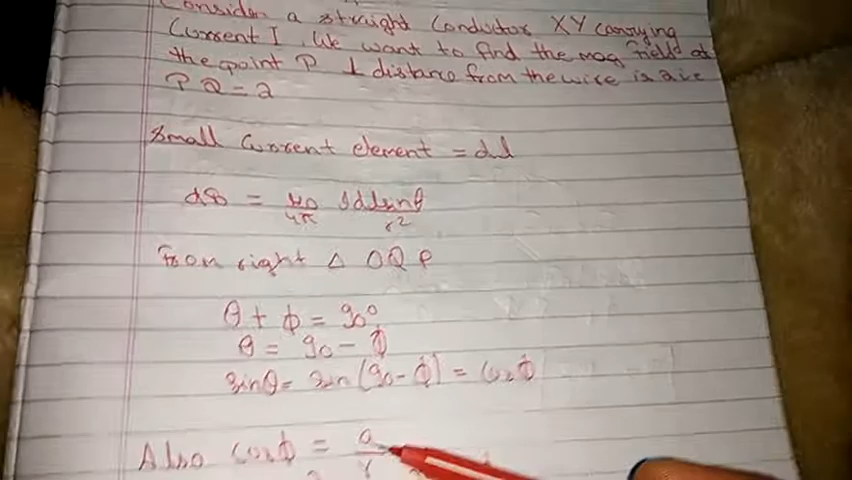 Consider a straight Conductor XY carrying
Current I. We want to find the mag field at
the point P ⊥ distance from the wire is a i.e
PQ = a
Small Current element = dl
dB = μ0/4π Idlsinθ/r2
From right Δ OQP
θ + ϕ = 90°
θ = 90 - ϕ
Sinθ = Sin(90-ϕ) = Cosϕ
Also Cosϕ = a/r